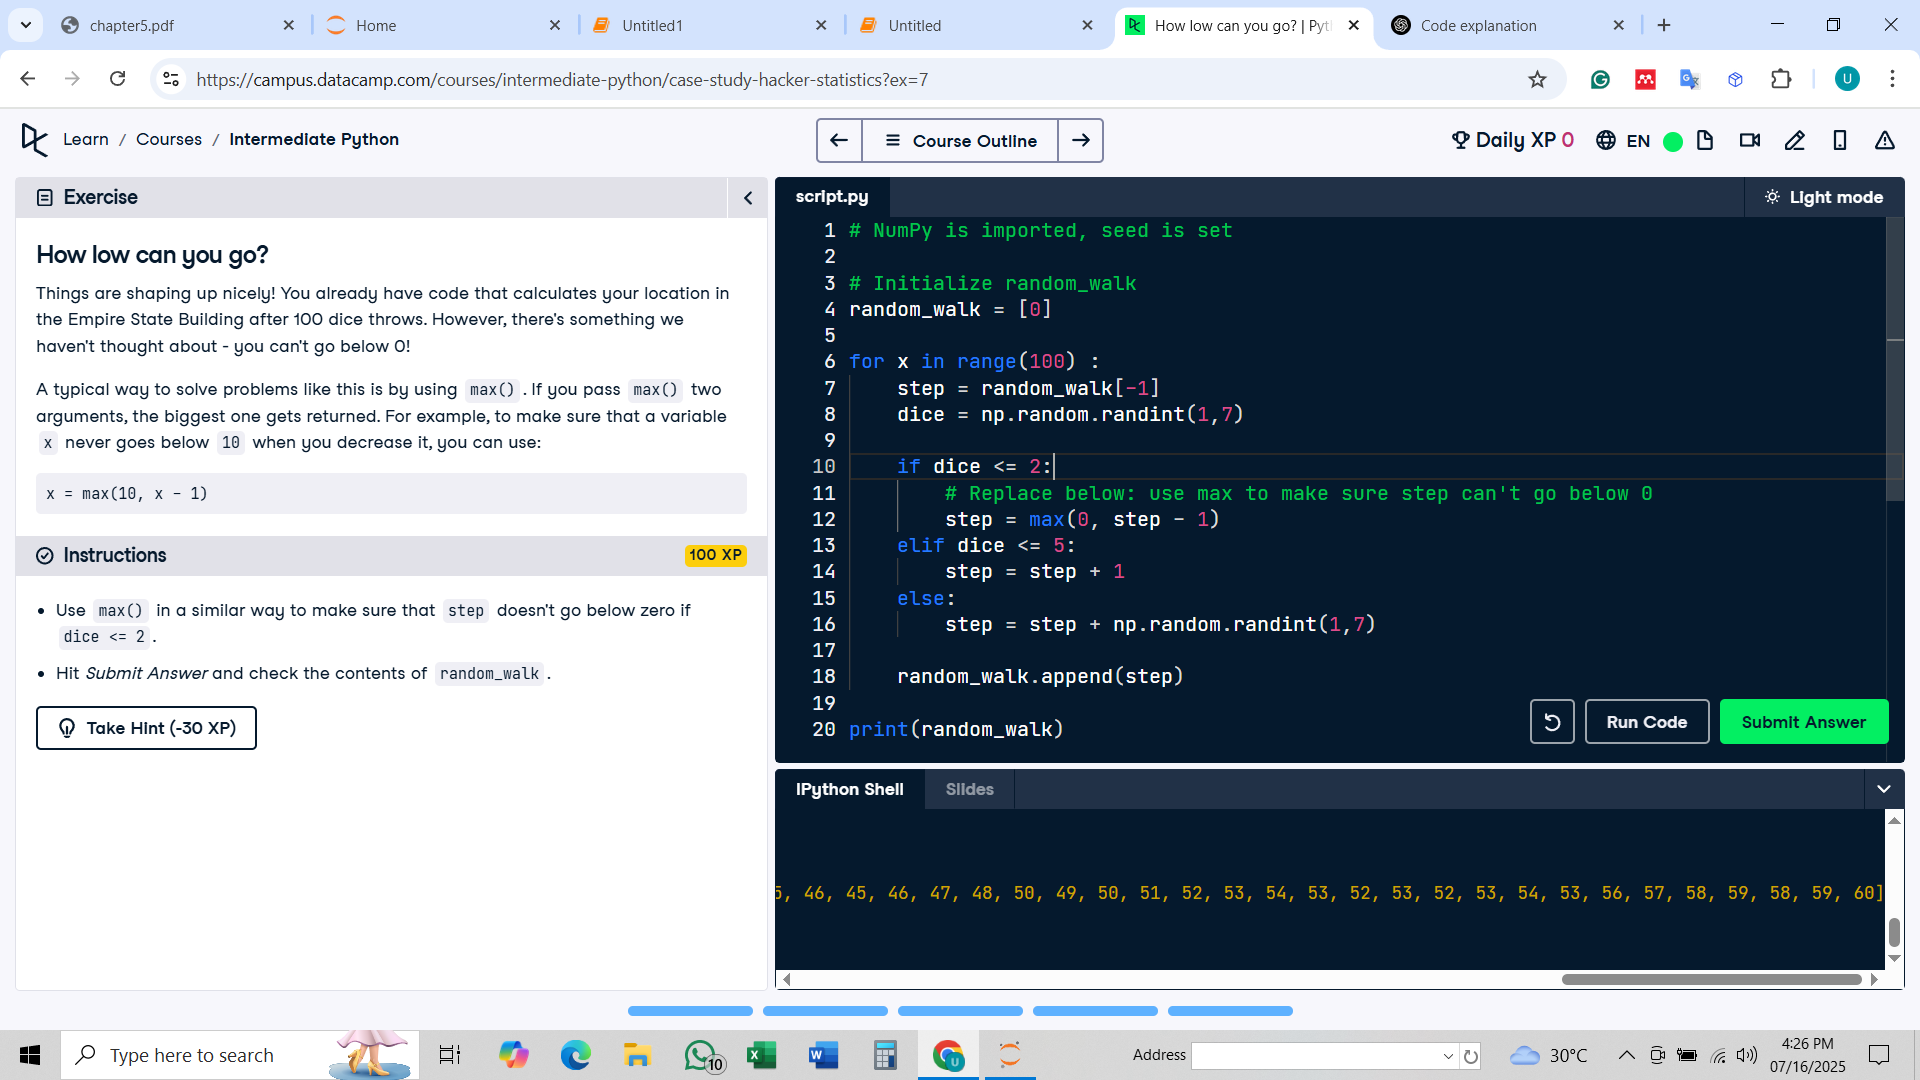 chapter5.pdf
Home
Untitled1
Untitled
How low can you go? | Pyt
Code explanation
https://campus.datacamp.com/courses/intermediate-python/case-study-hacker-statistics?ex=7
U
Learn / Courses / Intermediate Python
Course Outline
Daily XP 0
EN
Exercise
How low can you go?
Things are shaping up nicely! You already have code that calculates your location in
the Empire State Building after 100 dice throws. However, there's something we
haven't thought about - you can't go below 0!
A typical way to solve problems like this is by using max() . If you pass max() two
arguments, the biggest one gets returned. For example, to make sure that a variable
x never goes below 10 when you decrease it, you can use:
x = max(10, x - 1)
Instructions
100 XP
• Use max() in a similar way to make sure that step doesn't go below zero if
dice <= 2 .
• Hit Submit Answer and check the contents of random_walk .
Take Hint (-30 XP)
script.py
Light mode
1 # NumPy is imported, seed is set
2
3 # Initialize random_walk
4 random_walk = [0]
5
6 for x in range(100) :
7 step = random_walk[-1]
8 dice = np.random.randint(1,7)
9
10 if dice <= 2:
11 # Replace below: use max to make sure step can't go below 0
12 step = max(0, step - 1)
13 elif dice <= 5:
14 step = step + 1
15 else:
16 step = step + np.random.randint(1,7)
17
18 random_walk.append(step)
19
20 print(random_walk)
Run Code
Submit Answer
IPython Shell
Slides
, 46, 45, 46, 47, 48, 50, 49, 50, 51, 52, 53, 54, 53, 52, 53, 52, 53, 54, 53, 56, 57, 58, 59, 58, 59, 60]
Type here to search
10
Address
30°C
4:26 PM
07/16/2025